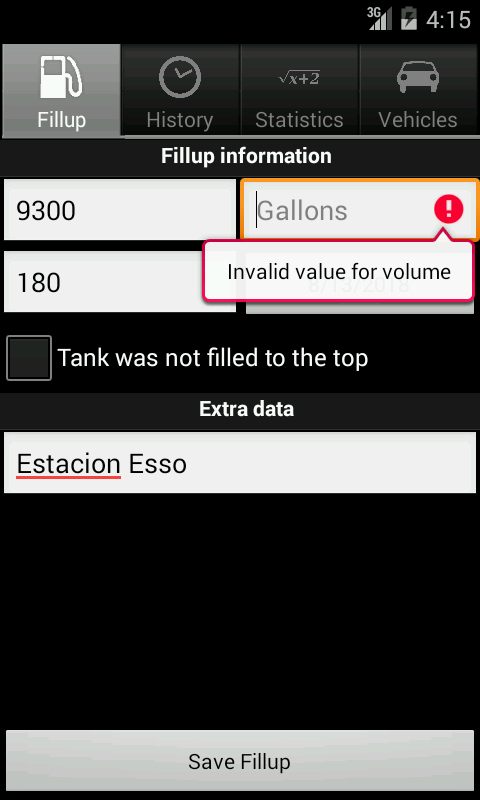 3G 4:15
√x+2
Fillup History Statistics Vehicles
Fillup information
9300 Gallons
Invalid value for volume
180 8/13/2018
Tank was not filled to the top
Extra data
Estacion Esso
Save Fillup